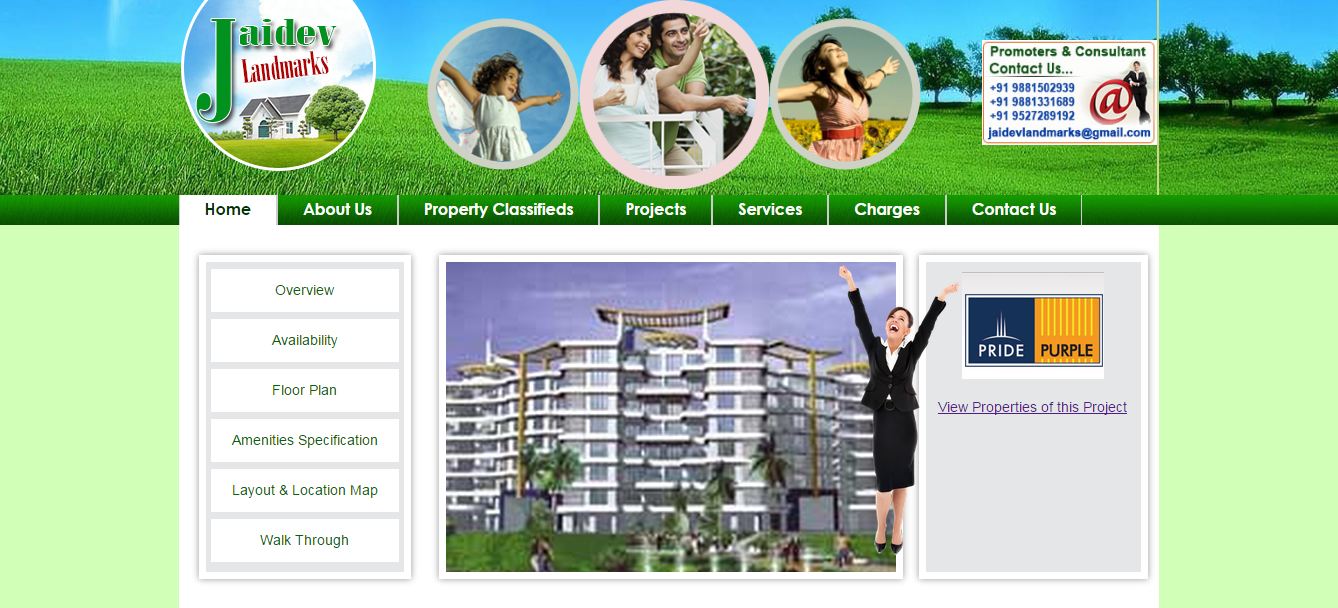 Jaidev
Landmarks
Promoters & Consultant
Contact Us...
+91 9881502939
+91 9881331689
+91 9527289192
@
jaidevlandmarks@gmail.com
Home
About Us
Property Classifieds
Projects
Services
Charges
Contact Us
Overview
Availability
Floor Plan
Amenities Specification
Layout & Location Map
Walk Through
PRIDE
PURPLE
View Properties of this Project